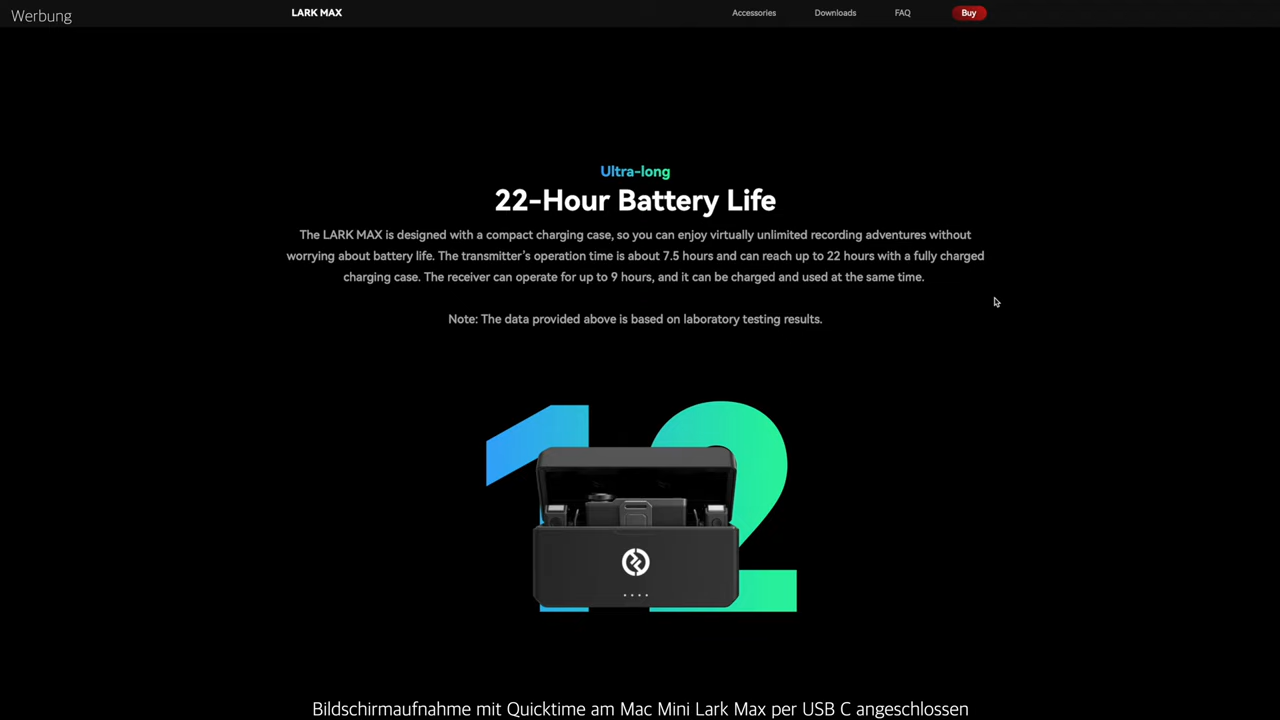 Werbung
LARK MAX
Accessories
Downloads
FAQ
Buy
Ultra-long
22-Hour Battery Life
The LARK MAX is designed with a compact charging case, so you can enjoy virtually unlimited recording adventures without
worrying about battery life. The transmitter's operation time is about 7.5 hours and can reach up to 22 hours with a fully charged
charging case. The receiver can operate for up to 9 hours, and it can be charged and used at the same time.
Note: The data provided above is based on laboratory testing results.
12
Bildschirmaufnahme mit Quicktime am Mac Mini Lark Max per USB C angeschlossen